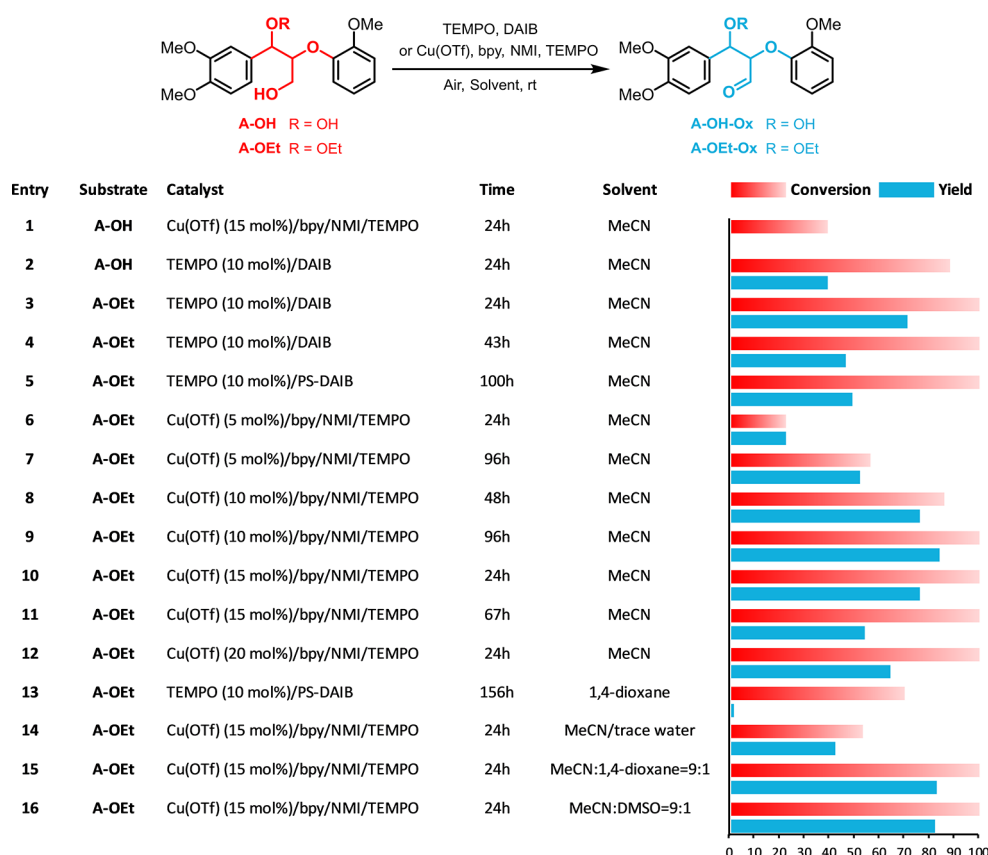 OR
OMe
MeO
O
MeO
HO
TEMPO, DAIB
or Cu(OTf), bpy, NMI, TEMPO
Air, Solvent, rt
OR
OMe
MeO
O
MeO
O
A-OH R = OH
A-OEt R = OEt
A-OH-Ox R = OH
A-OEt-Ox R = OEt
Entry Substrate Catalyst Time Solvent Conversion Yield
1 A-OH Cu(OTf) (15 mol%)/bpy/NMI/TEMPO 24h MeCN
2 A-OH TEMPO (10 mol%)/DAIB 24h MeCN
3 A-OEt TEMPO (10 mol%)/DAIB 24h MeCN
4 A-OEt TEMPO (10 mol%)/DAIB 43h MeCN
5 A-OEt TEMPO (10 mol%)/PS-DAIB 100h MeCN
6 A-OEt Cu(OTf) (5 mol%)/bpy/NMI/TEMPO 24h MeCN
7 A-OEt Cu(OTf) (5 mol%)/bpy/NMI/TEMPO 96h MeCN
8 A-OEt Cu(OTf) (10 mol%)/bpy/NMI/TEMPO 48h MeCN
9 A-OEt Cu(OTf) (10 mol%)/bpy/NMI/TEMPO 96h MeCN
10 A-OEt Cu(OTf) (15 mol%)/bpy/NMI/TEMPO 24h MeCN
11 A-OEt Cu(OTf) (15 mol%)/bpy/NMI/TEMPO 67h MeCN
12 A-OEt Cu(OTf) (20 mol%)/bpy/NMI/TEMPO 24h MeCN
13 A-OEt TEMPO (10 mol%)/PS-DAIB 156h 1,4-dioxane
14 A-OEt Cu(OTf) (15 mol%)/bpy/NMI/TEMPO 24h MeCN/trace water
15 A-OEt Cu(OTf) (15 mol%)/bpy/NMI/TEMPO 24h MeCN:1,4-dioxane=9:1
16 A-OEt Cu(OTf) (15 mol%)/bpy/NMI/TEMPO 24h MeCN:DMSO=9:1
0 10 20 30 40 50 60 70 80 90 100